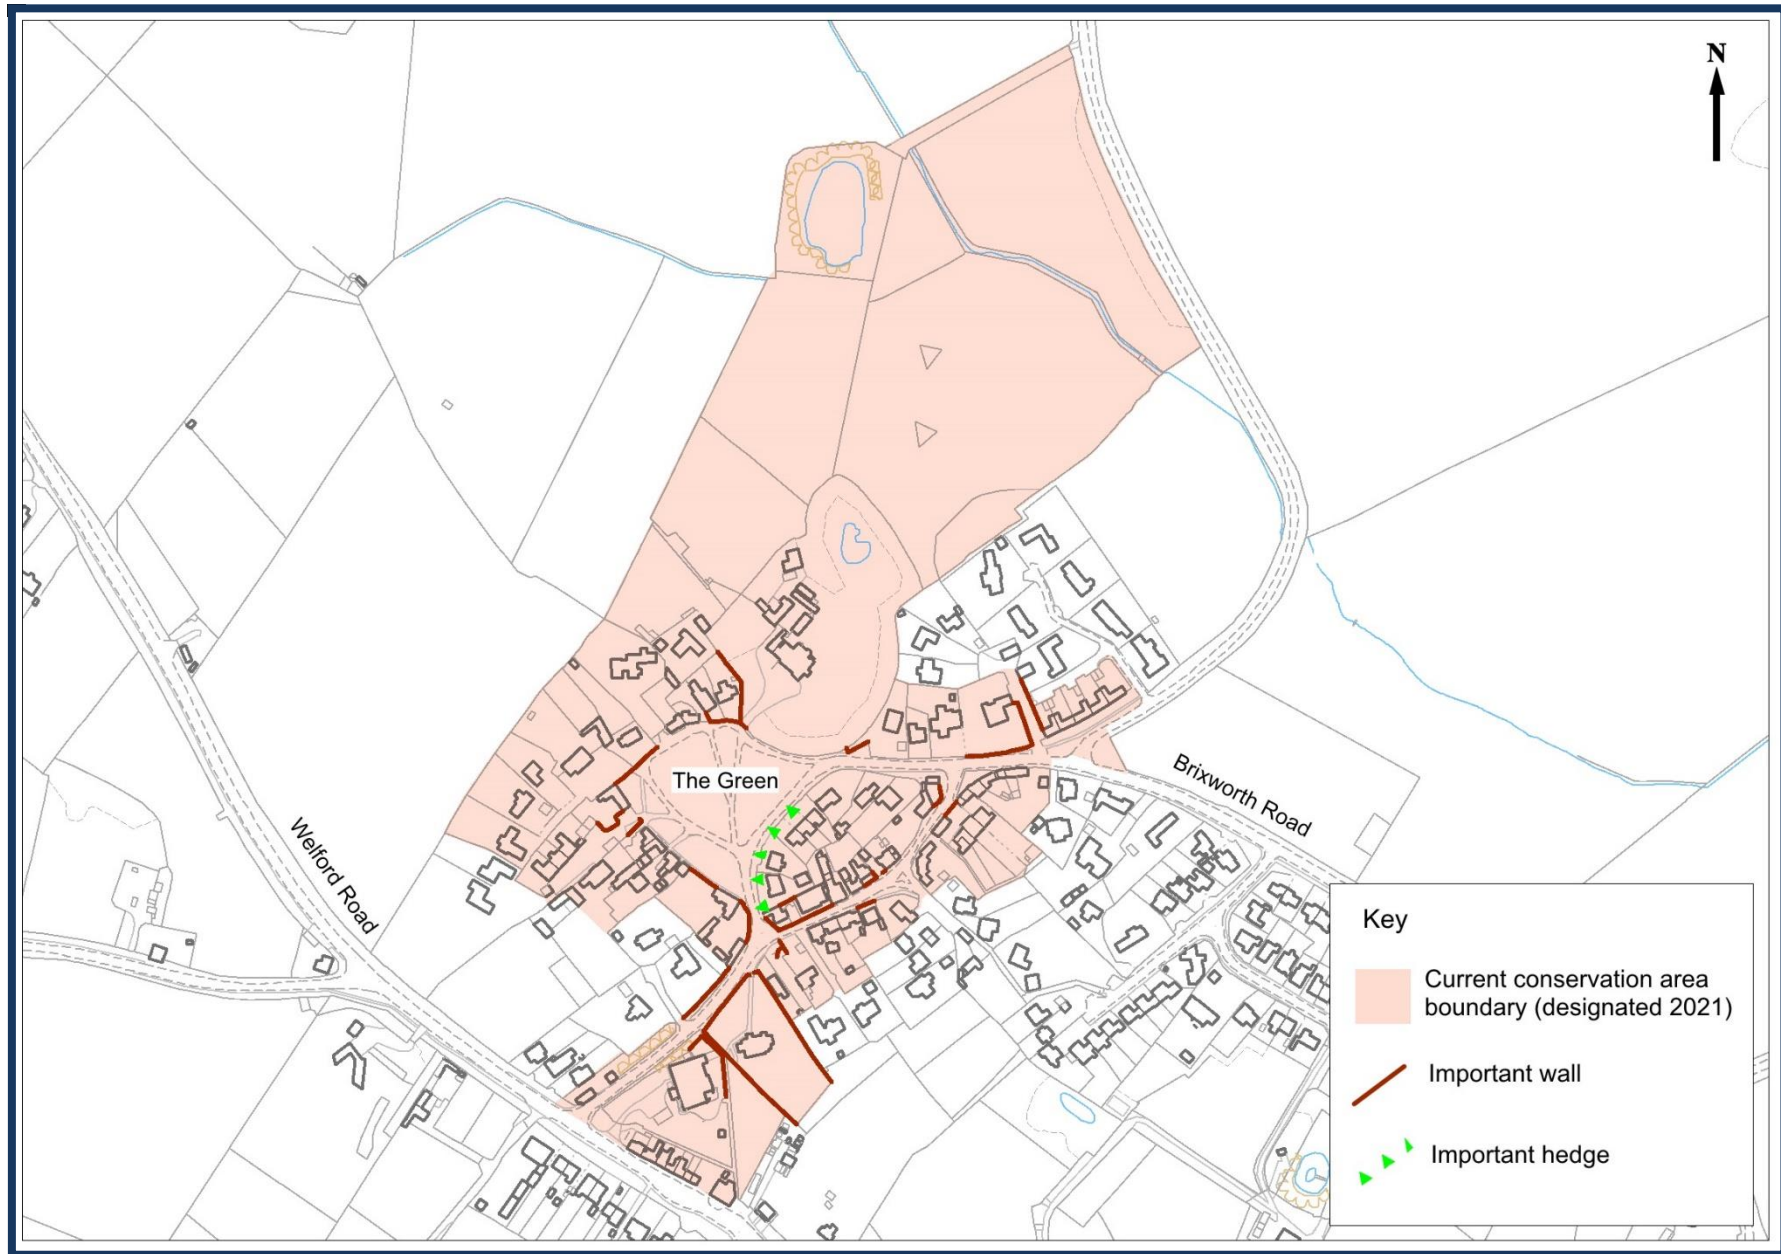 N
The Green
Brixworth Road
Welford Road
Key
Current conservation area
boundary (designated 2021)
Important wall
Important hedge